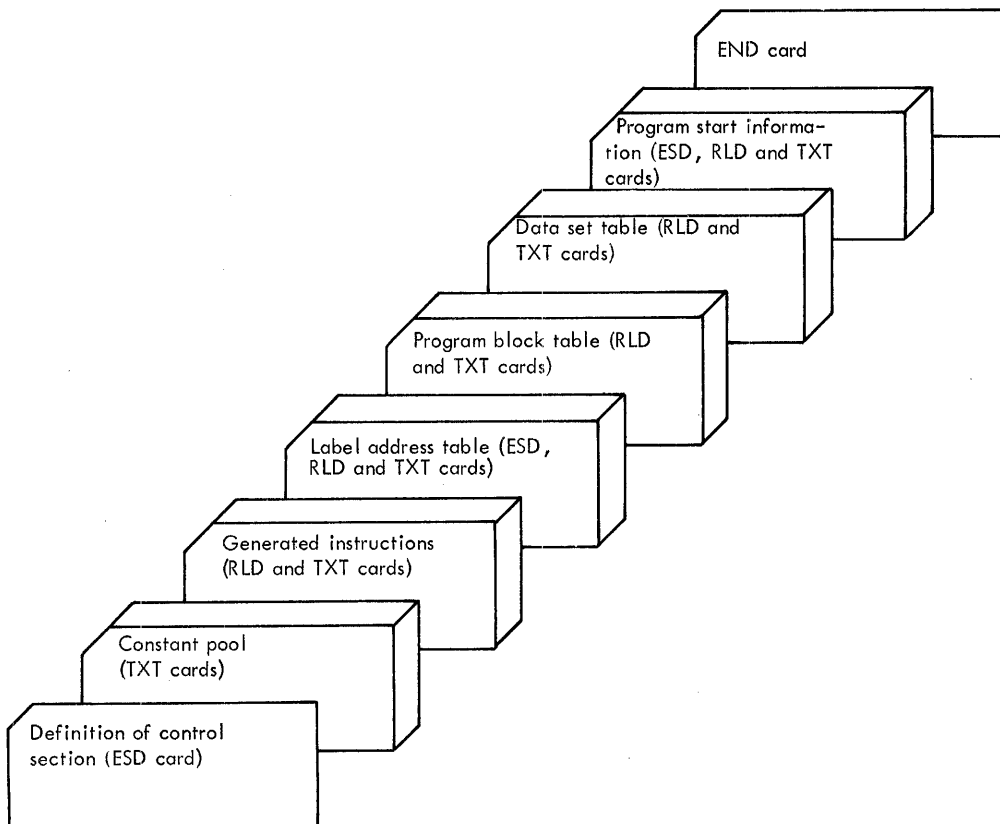 END card
Program start informa-
tion (ESD, RLD and TXT
cards)
Data set table (RLD and
TXT cards)
Program block table (RLD
and TXT cards)
Label address table (ESD,
RLD and TXT cards)
Generated instructions
(RLD and TXT cards)
Constant pool
(TXT cards)
Definition of control
section (ESD card)